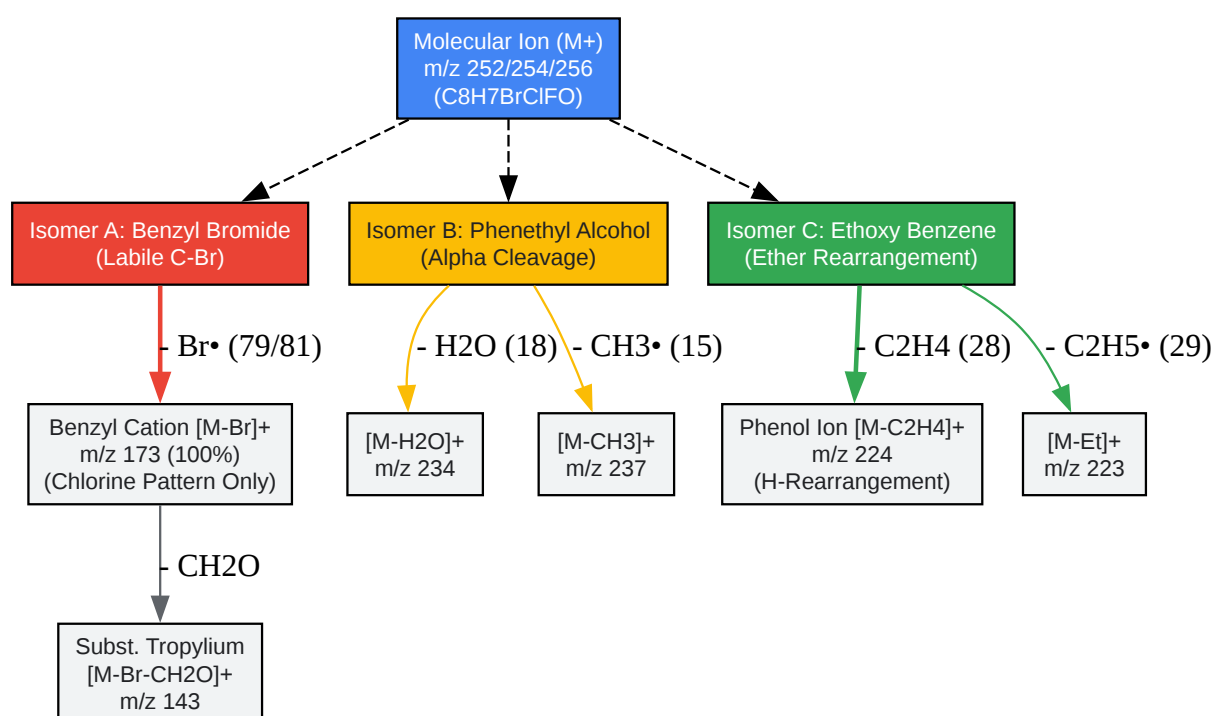 Molecular Ion (M+)
m/z 252/254/256
(C8H7BrClFO)
Isomer A: Benzyl Bromide
(Labile C-Br)
Isomer B: Phenethyl Alcohol
(Alpha Cleavage)
Isomer C: Ethoxy Benzene
(Ether Rearrangement)
- Br• (79/81)
- H2O (18)
- CH3• (15)
- C2H4 (28)
- C2H5• (29)
Benzyl Cation [M-Br]+
m/z 173 (100%)
(Chlorine Pattern Only)
[M-H2O]+
m/z 234
[M-CH3]+
m/z 237
Phenol Ion [M-C2H4]+
m/z 224
(H-Rearrangement)
[M-Et]+
m/z 223
- CH2O
Subst. Tropylium
[M-Br-CH2O]+
m/z 143